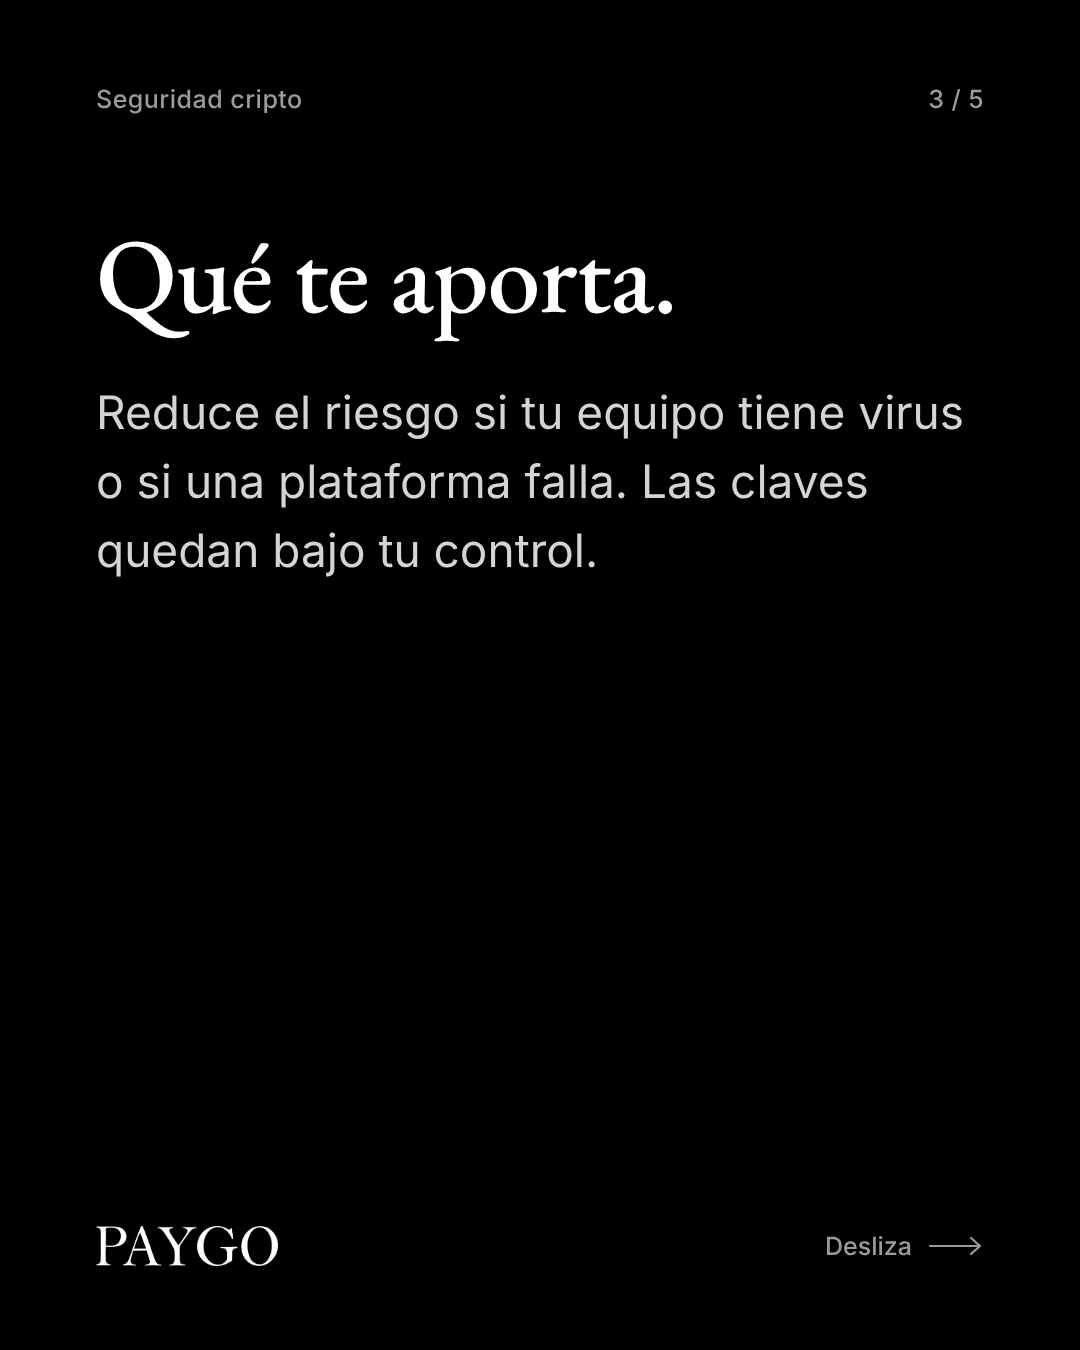 Seguridad cripto
3 / 5
Qué te aporta.
Reduce el riesgo si tu equipo tiene virus
o si una plataforma falla. Las claves
quedan bajo tu control.
PAYGO
Desliza